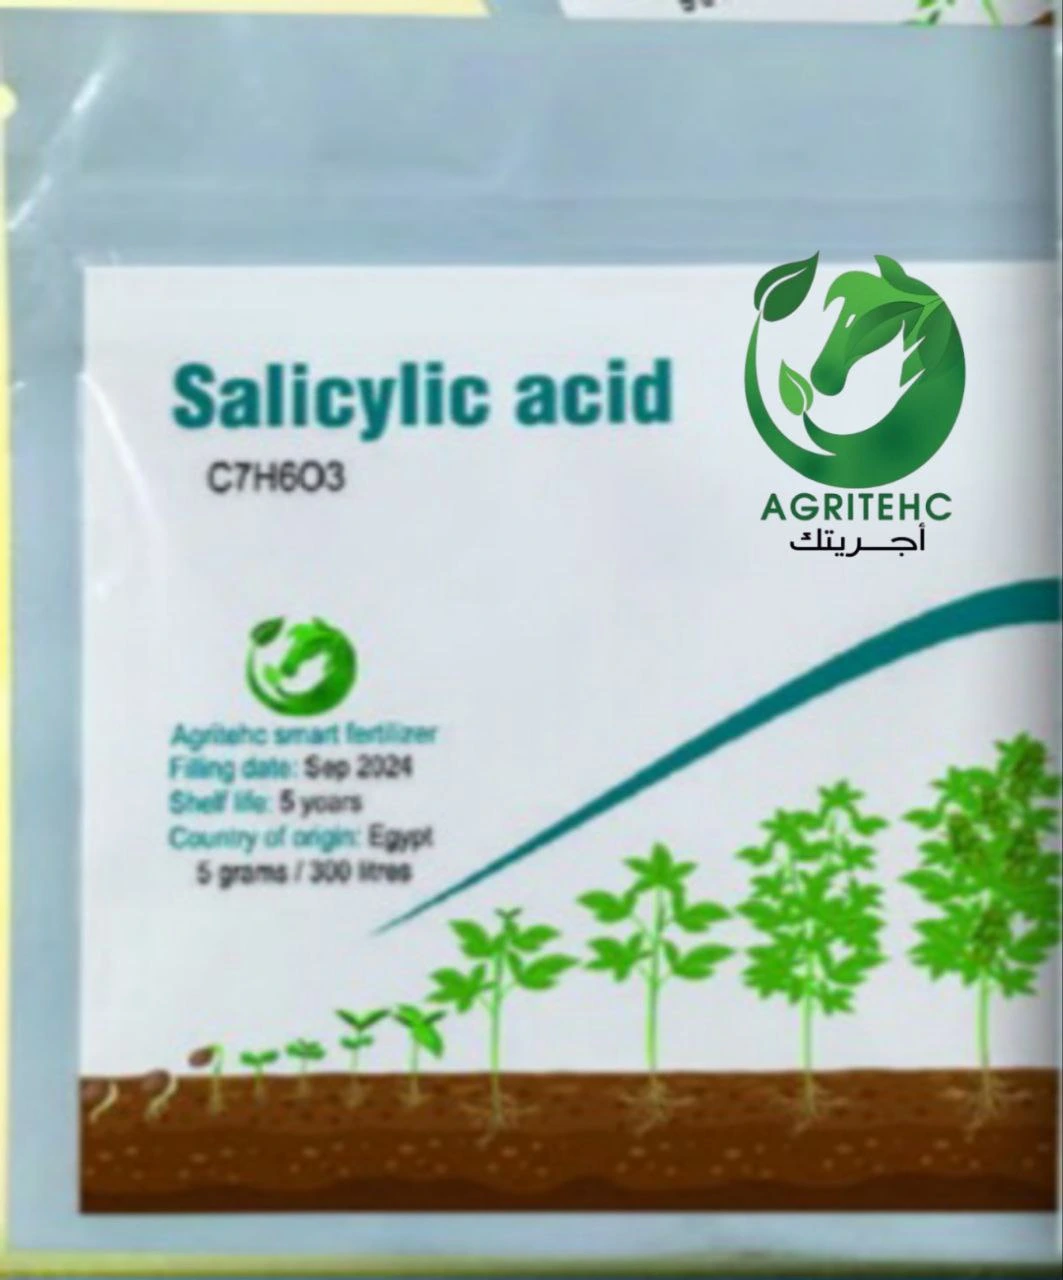 Salicylic acid
C7H6O3
AGRITEHC
أجريتك
Agritehc smart fertilizer
Filling date: Sep 2024
Shelf life: 5 years
Country of origin: Egypt
5 grams / 300 litres